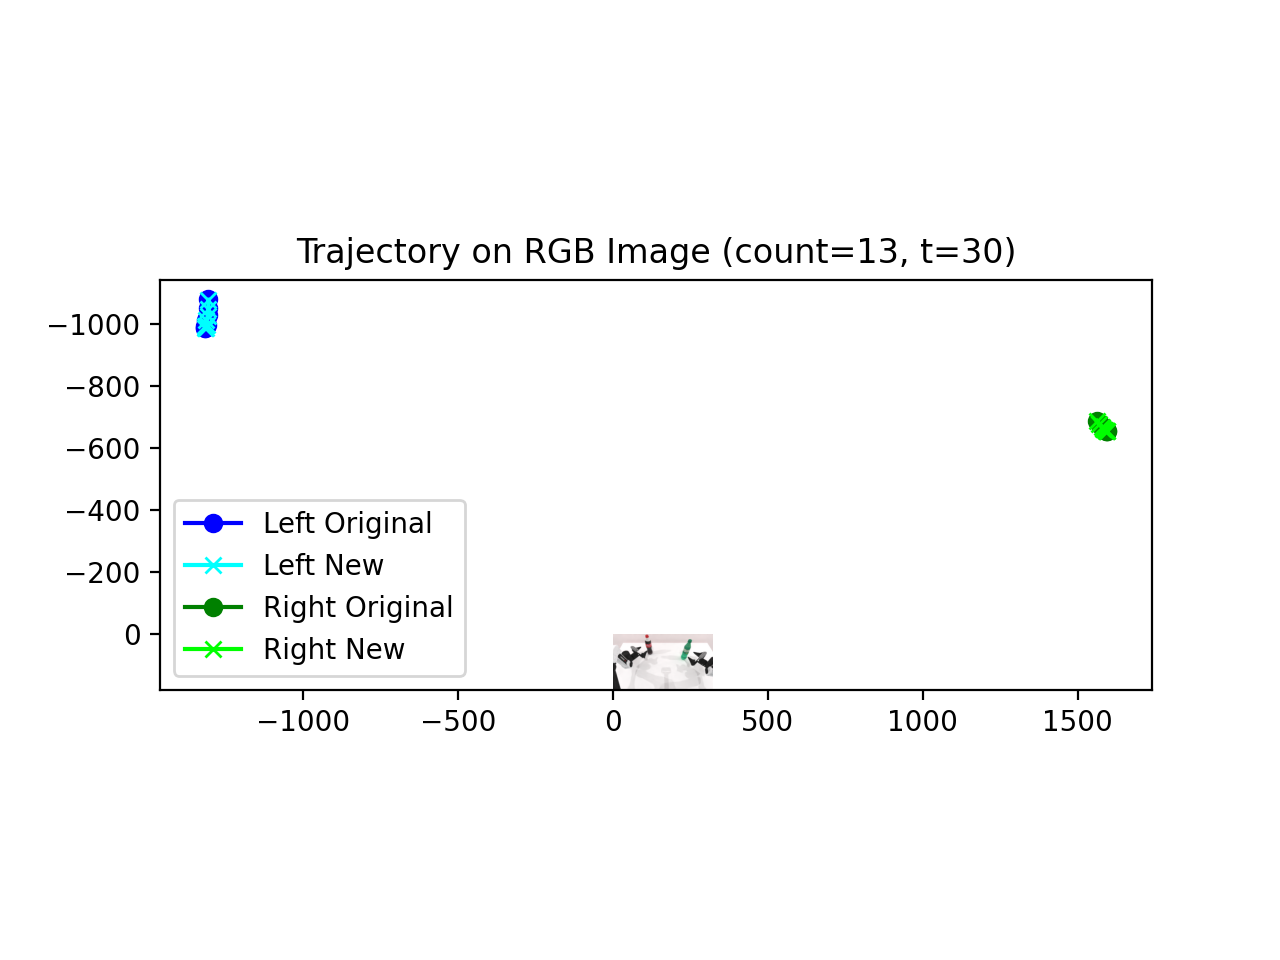 Trajectory on RGB Image (count=13, t=30)
−1000
−800
−600
−400
−200
0
Left Original
Left New
Right Original
Right New
−1000
−500
0
500
1000
1500